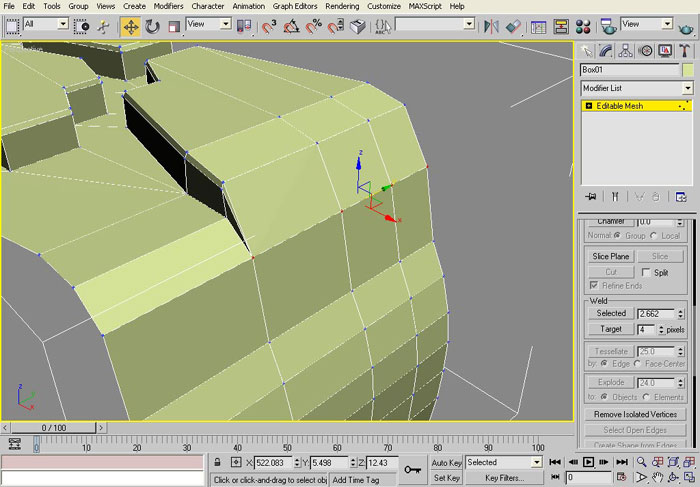 File Edit Tools Group Views Create Modifiers Character Animation Graph Editors Rendering Customize MAXScript Help
All View 3 ABC View
Box01
Modifier List
Editable Mesh
z
x
Chamfer 0.0
Normal: Group Local
Slice Plane Slice
Cut Split
Refine Ends
Weld
Selected 2.662
Target 4 pixels
Tessellate 25.0
by: Edge Face-Center
Explode 24.0
to: Objects Elements
Remove Isolated Vertices
Select Open Edges
Create Shape from Edges
z
x
0 / 100
0 10 20 30 40 50 60 70 80 90 100
X: 522.083 Y: 5.498 Z: 12.43 Auto Key Selected
Click or click-and-drag to select obj Add Time Tag Set Key Key Filters... 0